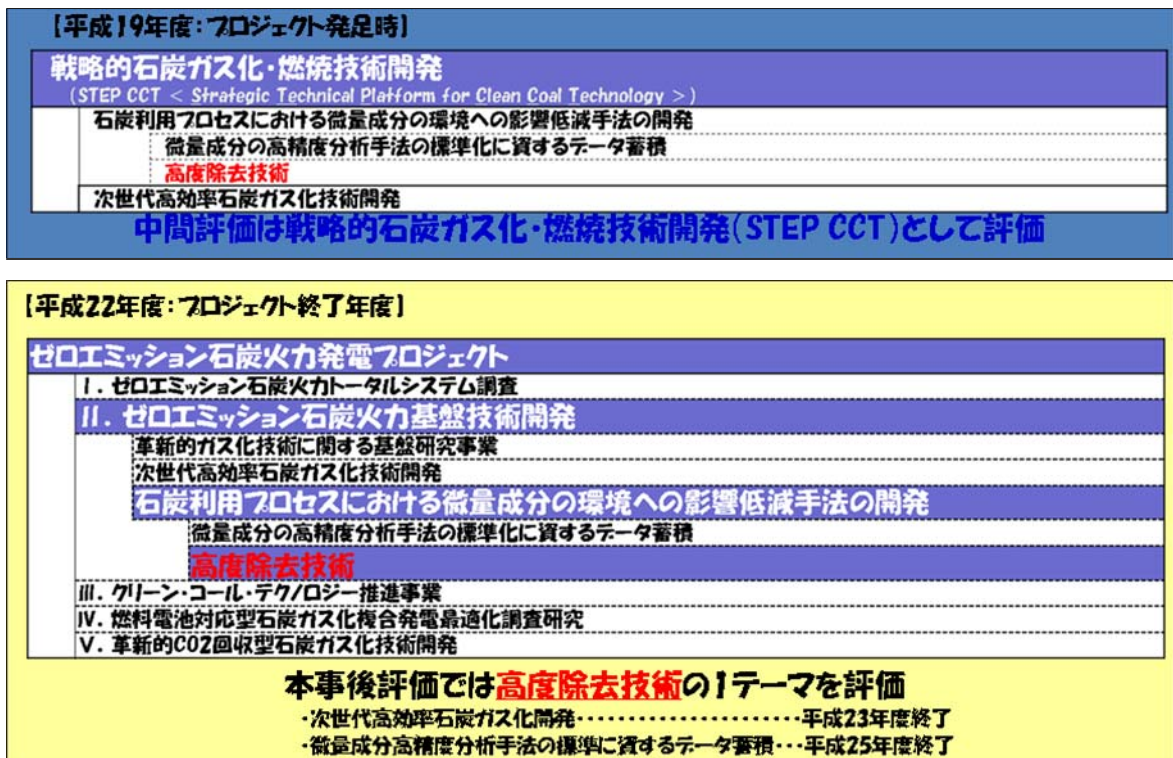 【平成19年度:プロジェクト発足時】
戦略的石炭ガス化・燃焼技術開発
(STEP CCT < Strategic Technical Platform for Clean Coal Technology >)
石炭利用プロセスにおける微量成分の環境への影響低減手法の開発
微量成分の高精度分析手法の標準化に資するデータ蓄積
高度除去技術
次世代高効率石炭ガス化技術開発
中間評価は戦略的石炭ガス化・燃焼技術開発(STEP CCT)として評価
【平成22年度:プロジェクト終了年度】
ゼロエミッション石炭火力発電プロジェクト
I. ゼロエミッション石炭火力トータルシステム調査
II. ゼロエミッション石炭火力基盤技術開発
革新的ガス化技術に関する基盤研究事業
次世代高効率石炭ガス化技術開発
石炭利用プロセスにおける微量成分の環境への影響低減手法の開発
微量成分の高精度分析手法の標準化に資するデータ蓄積
高度除去技術
III. クリーン・コール・テクノロジー推進事業
IV. 燃料電池対応型石炭ガス化複合発電最適化調査研究
V. 革新的CO2回収型石炭ガス化技術開発
本事後評価では高度除去技術の1テーマを評価
・次世代高効率石炭ガス化開発・・・・・・・・・・・・・・・・・・・・・・平成23年度終了
・微量成分高精度分析手法の標準に資するデータ蓄積・・・平成25年度終了